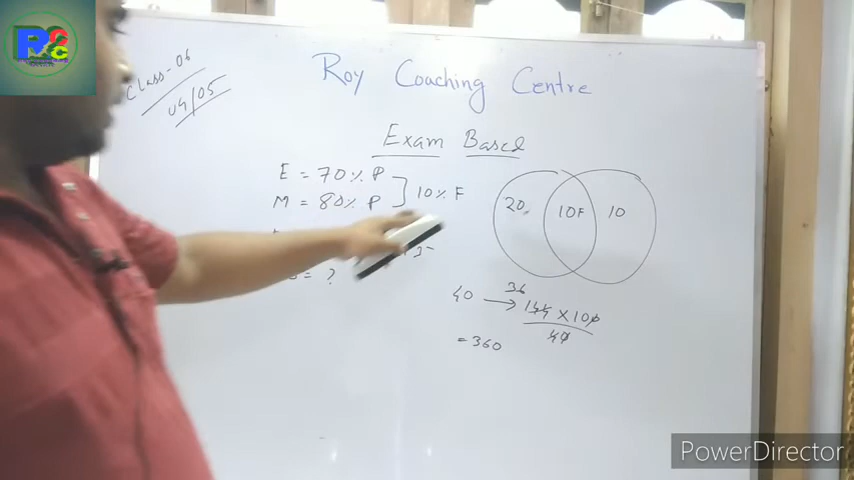 Class-06
04/05
Roy Coaching Centre
Exam Based
E = 70% P
M = 80% P
10% F
= ?
20
10F
10
40 → 36
144 × 100
40
= 360
PowerDirector